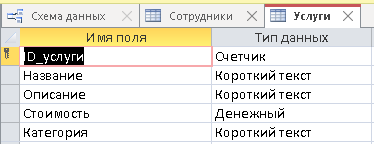 Схема данных Сотрудники Услуги
Имя поля Тип данных
ID_услуги Счетчик
Название Короткий текст
Описание Короткий текст
Стоимость Денежный
Категория Короткий текст